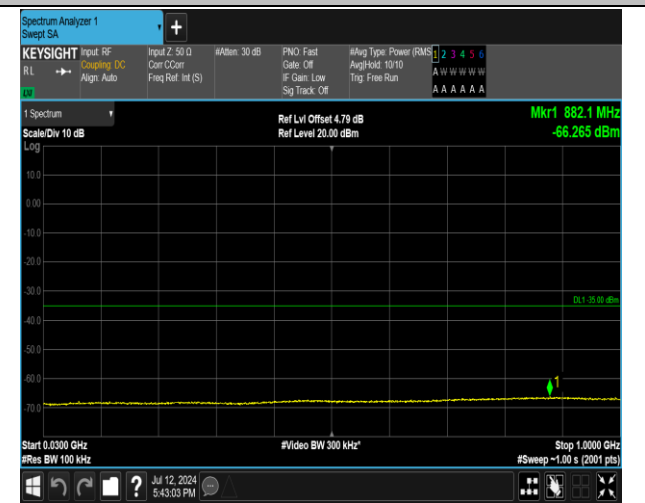 Spectrum Analyzer 1
Swept SA
KEYSIGHT
RL
Input: RF
Coupling: DC
Align: Auto
Input Z: 50 Ω
Corr CCorr
Freq Ref: Int (S)
#Atten: 30 dB
PNO: Fast
Gate: Off
IF Gain: Low
Sig Track: Off
#Avg Type: Power (RMS
Avg|Hold: 10/10
Trig: Free Run
1 2 3 4 5 6
A W W W W W
A A A A A A
1 Spectrum
Scale/Div 10 dB
Log
Ref Lvl Offset 4.79 dB
Ref Level 20.00 dBm
Mkr1 882.1 MHz
-66.265 dBm
10.0
0.00
-10.0
-20.0
-30.0
DL1 -35.00 dBm
-40.0
-50.0
-60.0
1
-70.0
Start 0.0300 GHz
#Res BW 100 kHz
#Video BW 300 kHz*
Stop 1.0000 GHz
#Sweep ~1.00 s (2001 pts)
?
Jul 12, 2024
5:43:03 PM